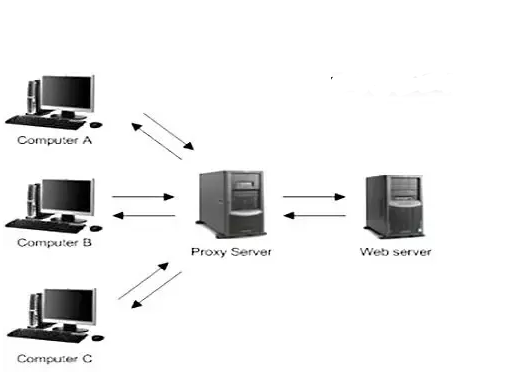 Computer A
Computer B
Proxy Server
Web server
Computer C